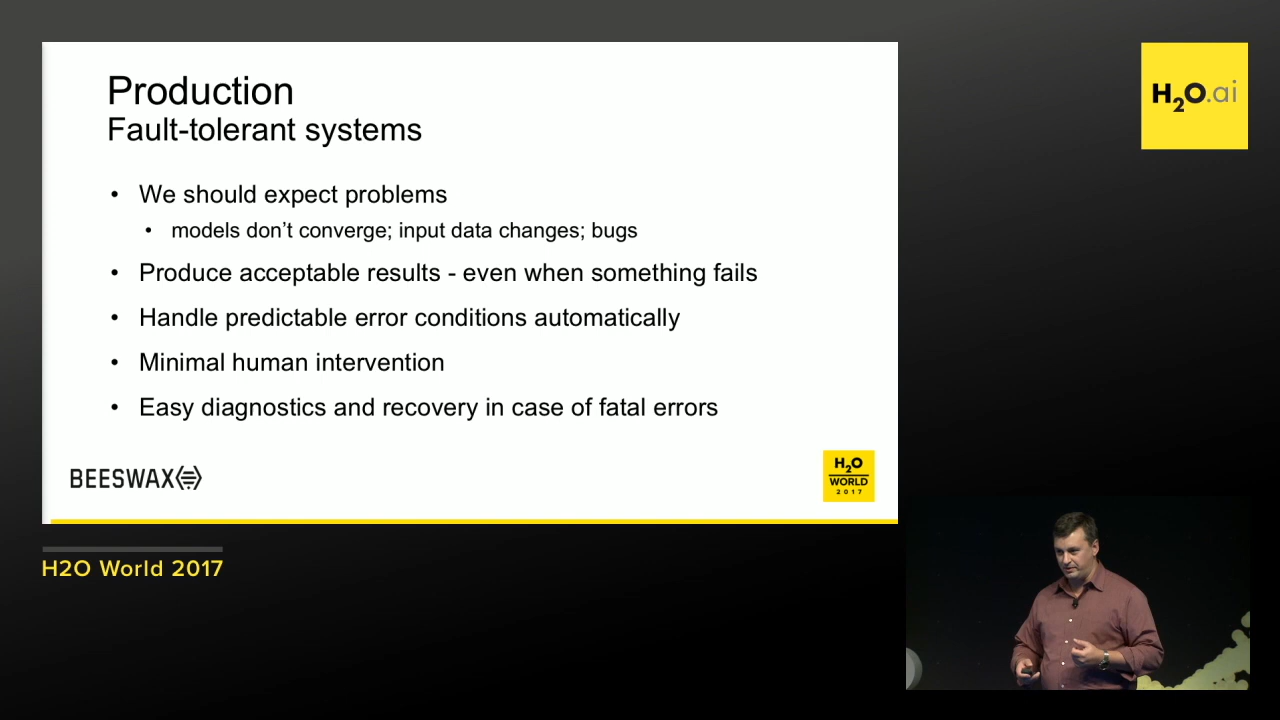 Production
Fault-tolerant systems
• We should expect problems
• models don’t converge; input data changes; bugs
• Produce acceptable results - even when something fails
• Handle predictable error conditions automatically
• Minimal human intervention
• Easy diagnostics and recovery in case of fatal errors
BEESWAX
H2O
WORLD
2017
H2O.ai
H2O World 2017